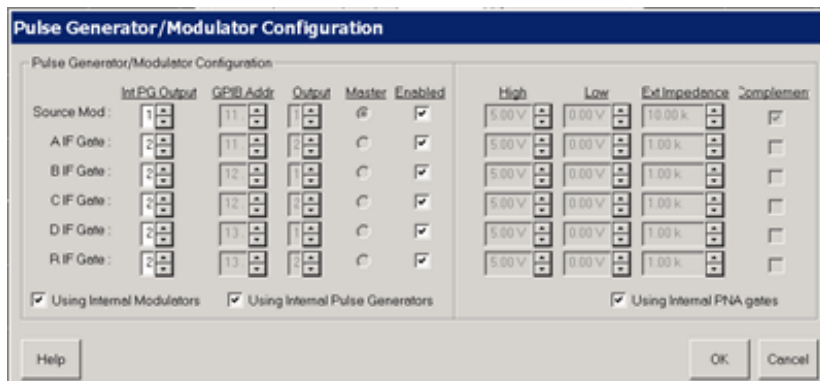 Pulse Generator/Modulator Configuration
Pulse Generator/Modulator Configuration
Int.PG Output GPIB Addr Output Master Enabled High Low Ext.Impedance Complemen
Source Mod : 1 11 . 1 5.00 V 0.00 V 10.00 k
A IF Gate : 2 11 . 2 5.00 V 0.00 V 1.00 k
B IF Gate : 2 12 . 1 5.00 V 0.00 V 1.00 k
C IF Gate : 2 12 . 2 5.00 V 0.00 V 1.00 k
D IF Gate : 2 13 . 1 5.00 V 0.00 V 1.00 k
R IF Gate : 2 13 . 2 5.00 V 0.00 V 1.00 k
Using Internal Modulators Using Internal Pulse Generators Using Internal PNA gates
Help OK Cancel